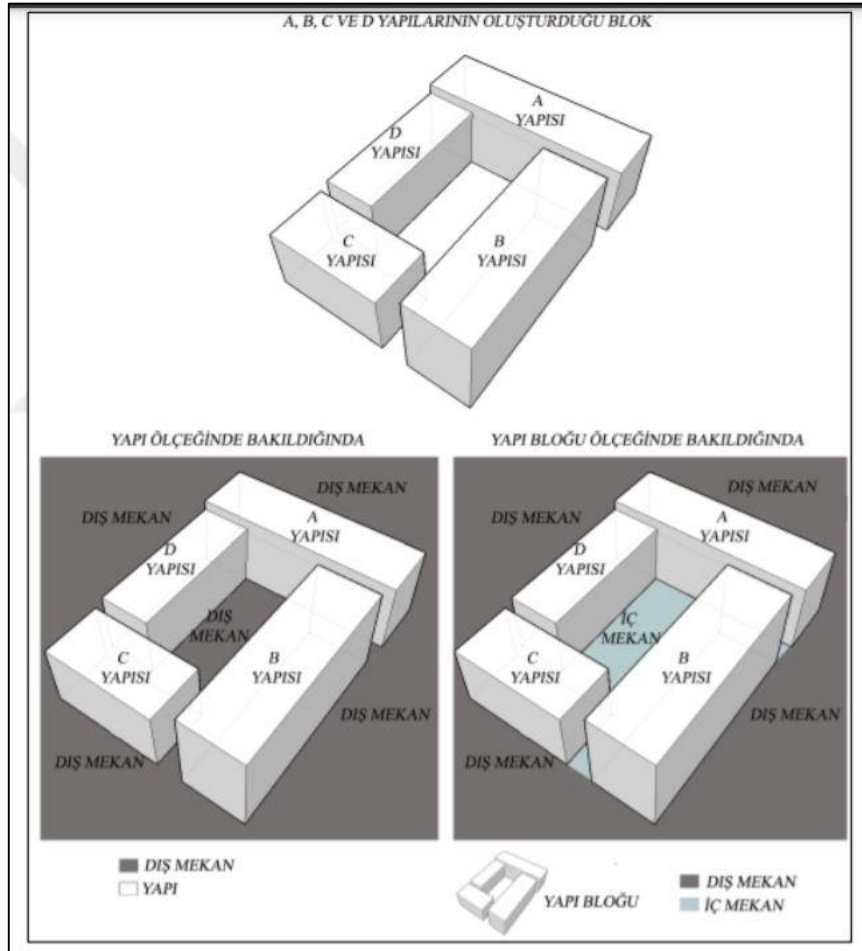 A, B, C VE D YAPILARININ OLUŞTURDUĞU BLOK
A
YAPISI
D
YAPISI
C
YAPISI
B
YAPISI
YAPI ÖLÇEĞİNDE BAKILDIĞINDA
DIŞ MEKAN
DIŞ MEKAN
A
YAPISI
D
YAPISI
DIŞ
MEKAN
C
YAPISI
B
YAPISI
DIŞ MEKAN
DIŞ MEKAN
DIŞ MEKAN
YAPI
YAPI BLOĞU ÖLÇEĞİNDE BAKILDIĞINDA
DIŞ MEKAN
DIŞ MEKAN
A
YAPISI
D
YAPISI
İÇ
MEKAN
C
YAPISI
B
YAPISI
DIŞ MEKAN
DIŞ MEKAN
YAPI BLOĞU
DIŞ MEKAN
İÇ MEKAN